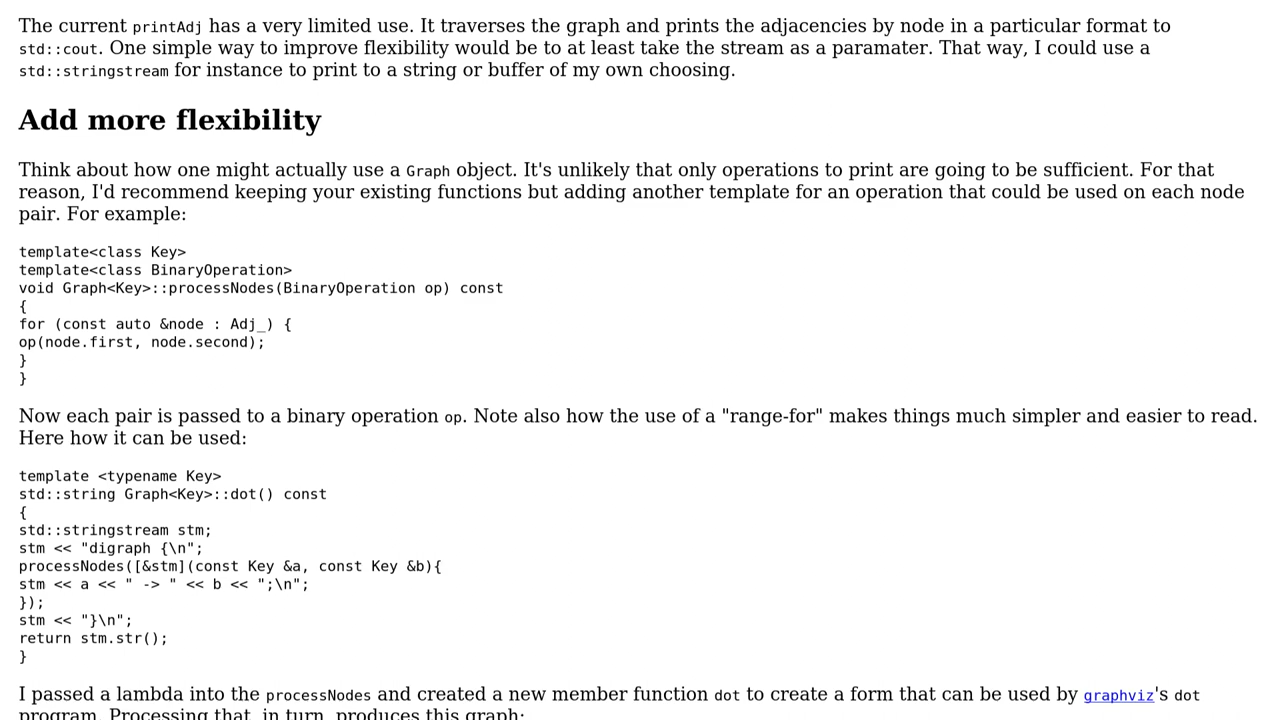 The current printAdj has a very limited use. It traverses the graph and prints the adjacencies by node in a particular format to
std::cout. One simple way to improve flexibility would be to at least take the stream as a paramater. That way, I could use a
std::stringstream for instance to print to a string or buffer of my own choosing.
Add more flexibility
Think about how one might actually use a Graph object. It's unlikely that only operations to print are going to be sufficient. For that
reason, I'd recommend keeping your existing functions but adding another template for an operation that could be used on each node
pair. For example:
template<class Key>
template<class BinaryOperation>
void Graph<Key>::processNodes(BinaryOperation op) const
{
for (const auto &node : Adj_) {
op(node.first, node.second);
}
}
Now each pair is passed to a binary operation op. Note also how the use of a "range-for" makes things much simpler and easier to read.
Here how it can be used:
template <typename Key>
std::string Graph<Key>::dot() const
{
std::stringstream stm;
stm << "digraph {\n";
processNodes([&stm](const Key &a, const Key &b){
stm << a << " -> " << b << ";\n";
});
stm << "}\n";
return stm.str();
}
I passed a lambda into the processNodes and created a new member function dot to create a form that can be used by graphviz's dot
program. Processing that, in turn, produces this graph: